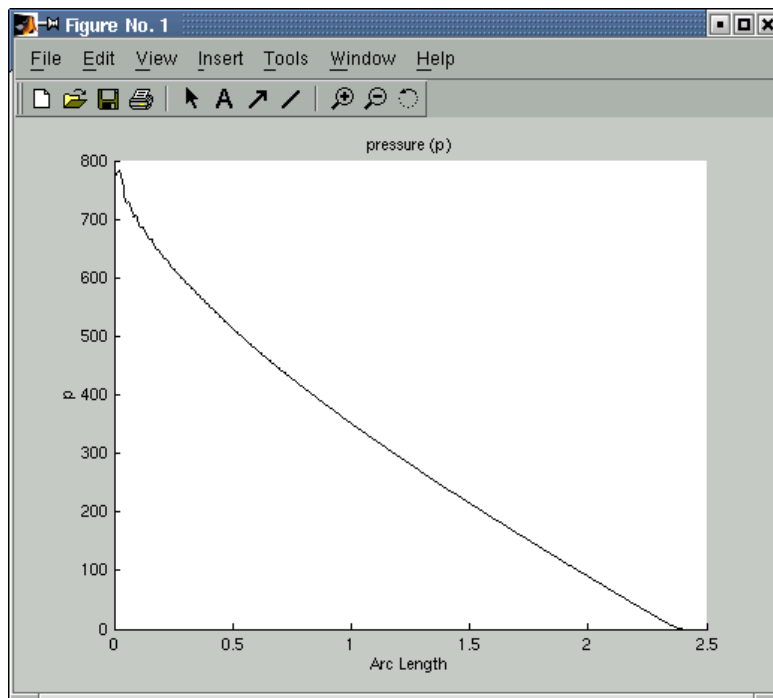 Figure No. 1
File Edit View Insert Tools Window Help
A
pressure (p)
800
700
600
500
p 400
300
200
100
0
0 0.5 1 1.5 2 2.5
Arc Length